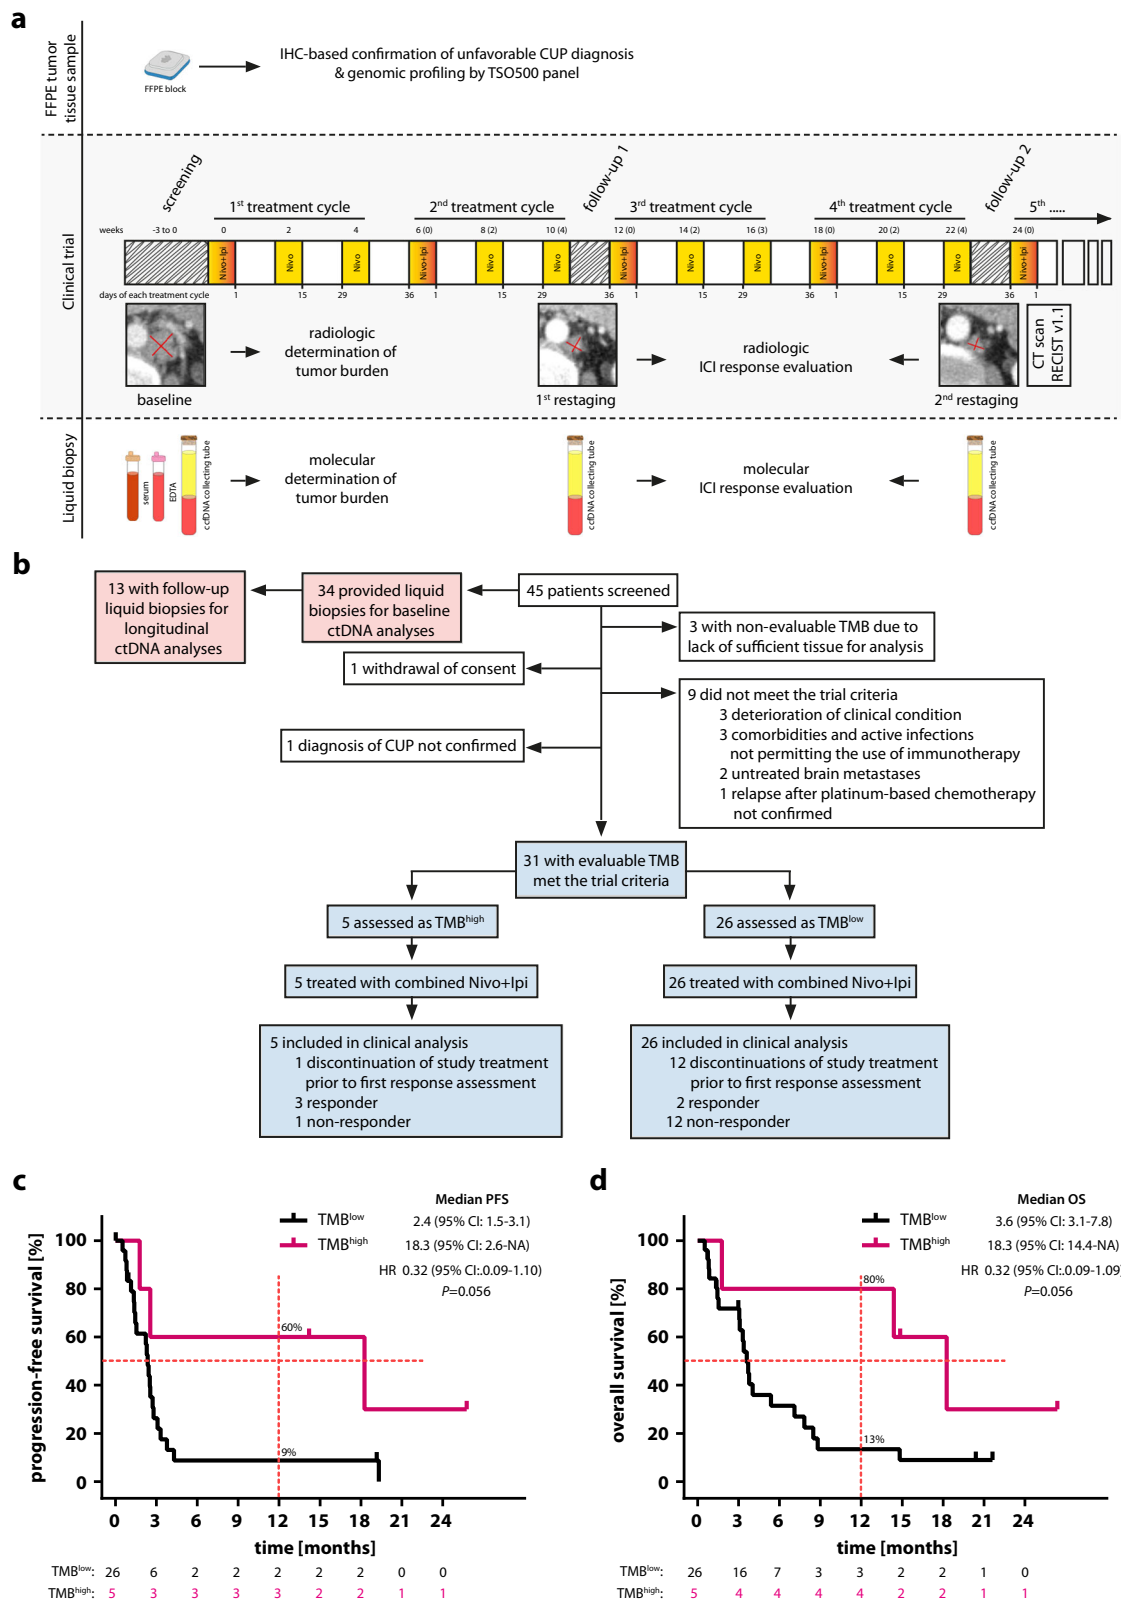 a
FFPE tumor
tissue sample
FFPE block
IHC-based confirmation of unfavorable CUP diagnosis
& genomic profiling by TSO500 panel
Clinical trial
screening
follow-up 1
follow-up 2
1st treatment cycle
2nd treatment cycle
3rd treatment cycle
4th treatment cycle
5th .....
weeks -3 to 0 0 2 4 6 (0) 8 (2) 10 (4) 12 (0) 14 (2) 16 (3) 18 (0) 20 (2) 22 (4) 24 (0)
Nivo+Ipi Nivo Nivo Nivo+Ipi Nivo Nivo Nivo+Ipi Nivo Nivo Nivo+Ipi Nivo Nivo Nivo+Ipi
days of each treatment cycle 1 15 29 36 1 15 29 36 1 15 29 36 1 15 29 36 1
radiologic
determination of
tumor burden
radiologic
ICI response evaluation
CT scan
RECIST v1.1
baseline
1st restaging
2nd restaging
Liquid biopsy
serum
EDTA
ccfDNA collecting tube
molecular
determination of
tumor burden
ccfDNA collecting tube
molecular
ICI response evaluation
ccfDNA collecting tube
b
13 with follow-up
liquid biopsies for
longitudinal
ctDNA analyses
34 provided liquid
biopsies for baseline
ctDNA analyses
45 patients screened
3 with non-evaluable TMB due to
lack of sufficient tissue for analysis
1 withdrawal of consent
9 did not meet the trial criteria
3 deterioration of clinical condition
3 comorbidities and active infections
not permitting the use of immunotherapy
2 untreated brain metastases
1 relapse after platinum-based chemotherapy
not confirmed
1 diagnosis of CUP not confirmed
31 with evaluable TMB
met the trial criteria
5 assessed as TMBhigh
26 assessed as TMBlow
5 treated with combined Nivo+Ipi
26 treated with combined Nivo+Ipi
5 included in clinical analysis
1 discontinuation of study treatment
prior to first response assessment
3 responder
1 non-responder
26 included in clinical analysis
12 discontinuations of study treatment
prior to first response assessment
2 responder
12 non-responder
c
Median PFS
TMBlow 2.4 (95% CI: 1.5-3.1)
TMBhigh 18.3 (95% CI: 2.6-NA)
HR 0.32 (95% CI:.0.09-1.10)
P=0.056
progression-free survival [%]
100
80
60
40
20
0
60%
9%
0 3 6 9 12 15 18 21 24
time [months]
TMBlow: 26 6 2 2 2 2 2 0 0
TMBhigh: 5 3 3 3 3 2 2 1 1
d
Median OS
TMBlow 3.6 (95% CI: 3.1-7.8)
TMBhigh 18.3 (95% CI: 14.4-NA)
HR 0.32 (95% CI:.0.09-1.09)
P=0.056
overall survival [%]
100
80
60
40
20
0
80%
13%
0 3 6 9 12 15 18 21 24
time [months]
TMBlow: 26 16 7 3 3 2 2 1 0
TMBhigh: 5 4 4 4 4 2 2 1 1